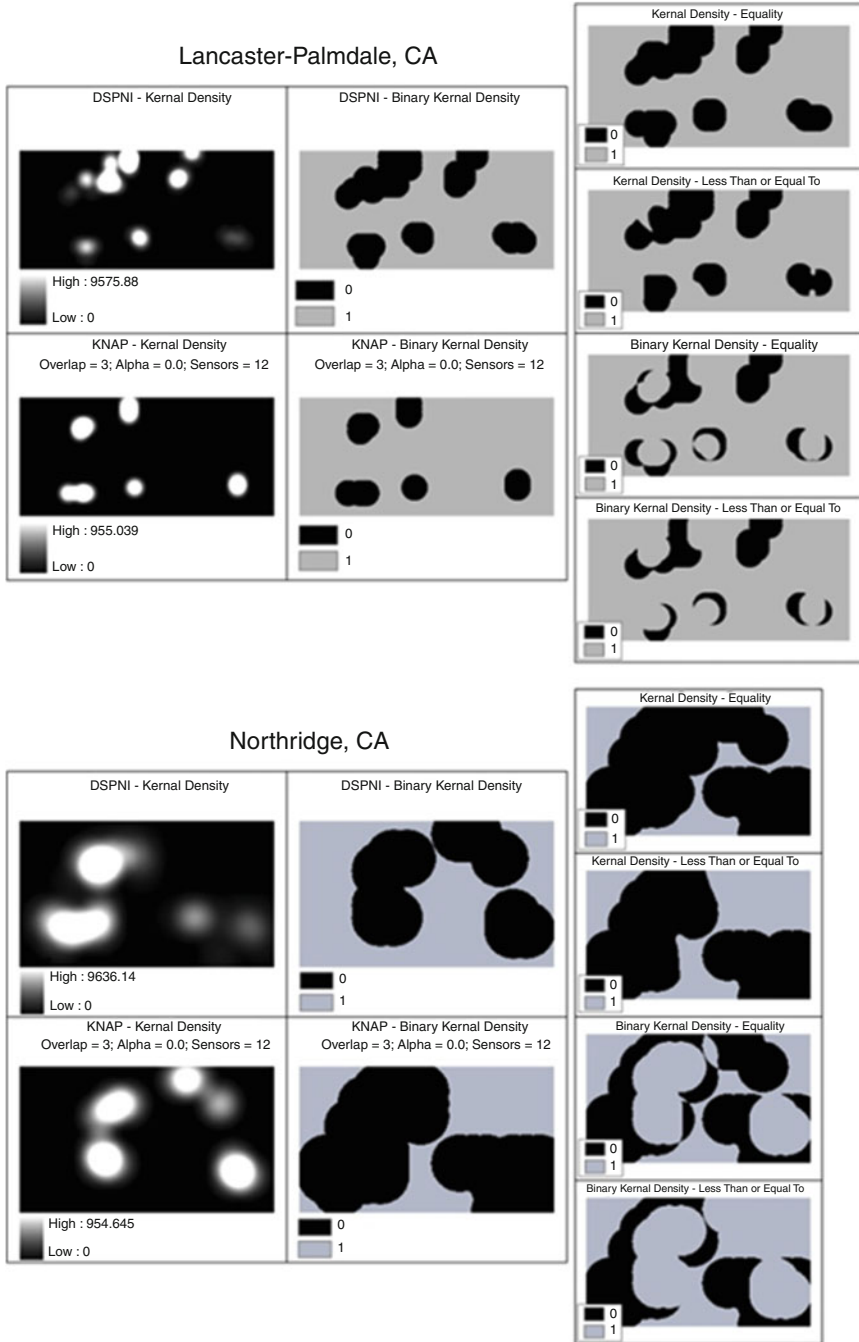 Lancaster-Palmdale, CA
DSPNI - Kernal Density
High : 9575.88
Low : 0
DSPNI - Binary Kernal Density
0
1
KNAP - Kernal Density
Overlap = 3; Alpha = 0.0; Sensors = 12
High : 955.039
Low : 0
KNAP - Binary Kernal Density
Overlap = 3; Alpha = 0.0; Sensors = 12
0
1
Kernal Density - Equality
0
1
Kernal Density - Less Than or Equal To
0
1
Binary Kernal Density - Equality
0
1
Binary Kernal Density - Less Than or Equal To
0
1
Northridge, CA
DSPNI - Kernal Density
High : 9636.14
Low : 0
DSPNI - Binary Kernal Density
0
1
KNAP - Kernal Density
Overlap = 3; Alpha = 0.0; Sensors = 12
High : 954.645
Low : 0
KNAP - Binary Kernal Density
Overlap = 3; Alpha = 0.0; Sensors = 12
0
1
Kernal Density - Equality
0
1
Kernal Density - Less Than or Equal To
0
1
Binary Kernal Density - Equality
0
1
Binary Kernal Density - Less Than or Equal To
0
1